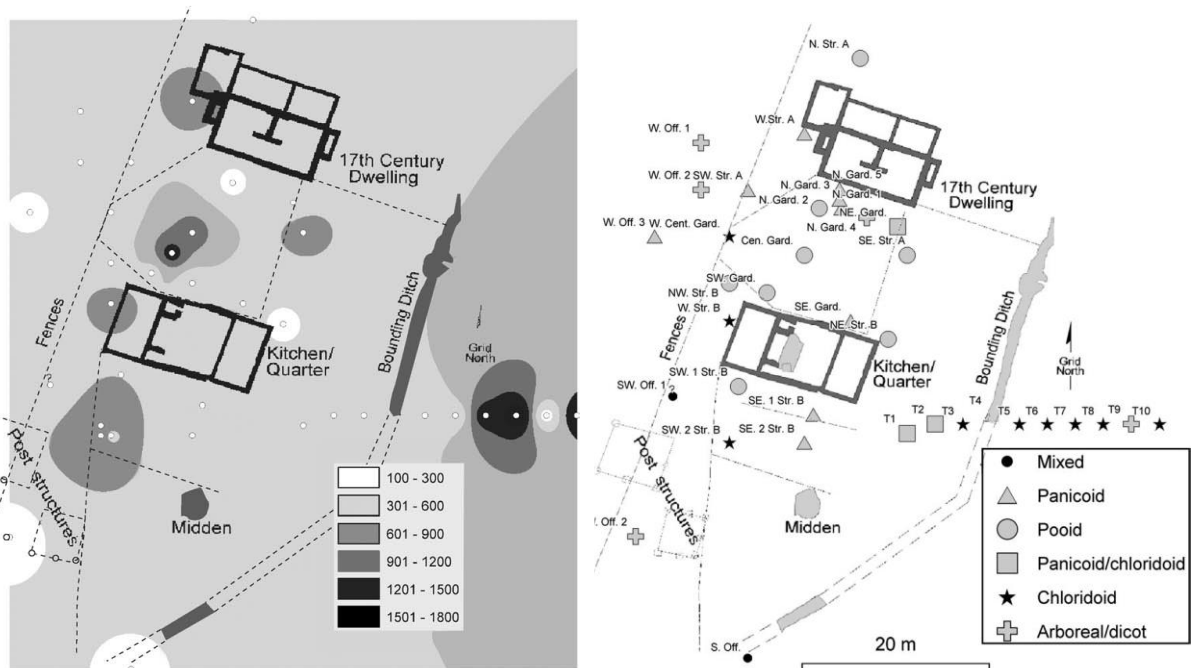 17th Century
Dwelling
Fences
Bounding Ditch
Grid
North
Kitchen/
Quarter
Post structures
Midden
100 - 300
301 - 600
601 - 900
901 - 1200
1201 - 1500
1501 - 1800
N. Str. A
W.Str. A
W. Off. 1
17th Century
Dwelling
W. Off. 2
SW. Str. A
N. Gard. 5
N. Gard. 3
N. Gard. 1
N. Gard. 2
NE. Gard.
N. Gard. 4
W. Off. 3
W. Cent. Gard.
Cen. Gard.
SE. Str. A
SW. Gard.
NW. Str. B
W. Str. B
SE. Gard.
NE. Str. B
Fences
Bounding Ditch
Grid
North
Kitchen/
Quarter
SW. Off. 1
SW. 1 Str. B
SE. 1 Str. B
SW. 2 Str. B
SE. 2 Str. B
T1
T2
T3
T4
T5
T6
T7
T8
T9
T10
Post structures
Off. 2
Midden
S. Off.
Mixed
Panicoid
Pooid
Panicoid/chloridoid
Chloridoid
Arboreal/dicot
20 m